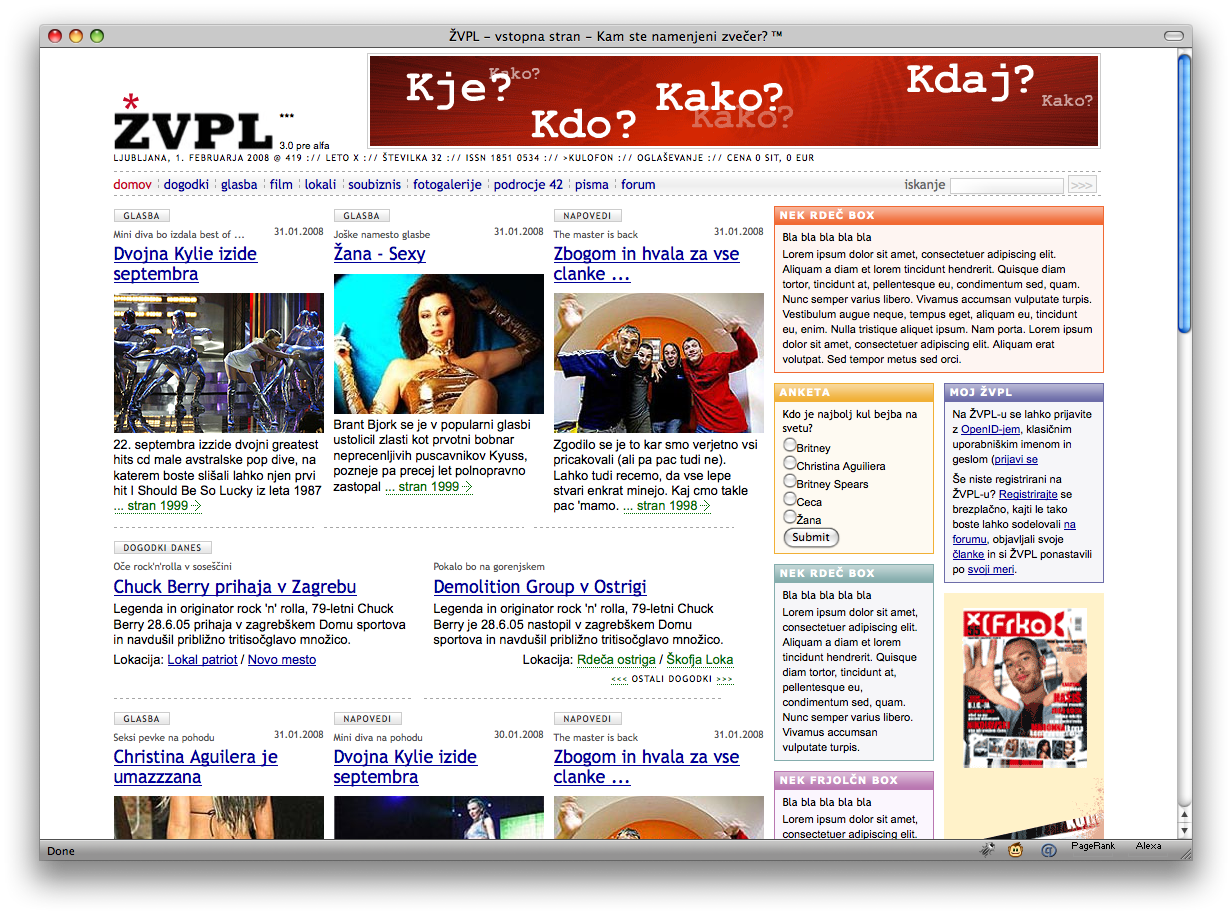 ŽVPL – vstopna stran – Kam ste namenjeni zvečer? ™
Kje?
Kako?
Kdo?
Kako?
Kako?
Kdaj?
Kako?
*
ŽVPL
***
3.0 pre alfa
LJUBLJANA, 1. FEBRUARJA 2008 @ 419 :// LETO X :// ŠTEVILKA 32 :// ISSN 1851 0534 :// >KULOFON :// OGLAŠEVANJE :// CENA 0 SIT, 0 EUR
domov dogodki glasba film lokali soubiznis fotogalerije podrocje 42 pisma forum
iskanje
>>>
GLASBA
Mini diva bo izdala best of ...
31.01.2008
Dvojna Kylie izide
septembra
22. septembra izzide dvojni greatest
hits cd male avstralske pop dive, na
katerem boste slišali lahko njen prvi
hit I Should Be So Lucky iz leta 1987
... stran 1999
GLASBA
Joške namesto glasbe
31.01.2008
Žana - Sexy
Brant Bjork se je v popularni glasbi
ustolicil zlasti kot prvotni bobnar
neprecenljivih puscavnikov Kyuss,
pozneje pa precej let polnopravno
zastopal ... stran 1999
NAPOVEDI
The master is back
31.01.2008
Zbogom in hvala za vse
clanke ...
Zgodilo se je to kar smo verjetno vsi
pricakovali (ali pa pac tudi ne).
Lahko tudi recemo, da vse lepe
stvari enkrat minejo. Kaj cmo takle
pac 'mamo. ... stran 1998
DOGODKI DANES
Oče rock'n'rolla v soseščini
Chuck Berry prihaja v Zagrebu
Legenda in originator rock 'n' rolla, 79-letni Chuck
Berry 28.6.05 prihaja v zagrebškem Domu sportova
in navdušil približno tritisočglavo množico.
Lokacija: Lokal patriot / Novo mesto
Pokalo bo na gorenjskem
Demolition Group v Ostrigi
Legenda in originator rock 'n' rolla, 79-letni Chuck
Berry je 28.6.05 nastopil v zagrebškem Domu
sportova in navdušil približno tritisočglavo množico.
Lokacija: Rdeča ostriga / Škofja Loka
<<< OSTALI DOGODKI >>>
GLASBA
Seksi pevke na pohodu
31.01.2008
Christina Aguilera je
umazzzana
NAPOVEDI
Mini diva na pohodu
30.01.2008
Dvojna Kylie izide
septembra
NAPOVEDI
The master is back
31.01.2008
Zbogom in hvala za vse
clanke ...
NEK RDEČ BOX
Bla bla bla bla bla
Lorem ipsum dolor sit amet, consectetuer adipiscing elit.
Aliquam a diam et lorem tincidunt hendrerit. Quisque diam
tortor, tincidunt at, pellentesque eu, condimentum sed, quam.
Nunc semper varius libero. Vivamus accumsan vulputate turpis.
Vestibulum augue neque, tempus eget, aliquam eu, tincidunt
eu, enim. Nulla tristique aliquet ipsum. Nam porta. Lorem ipsum
dolor sit amet, consectetuer adipiscing elit. Aliquam erat
volutpat. Sed tempor metus sed orci.
ANKETA
Kdo je najbolj kul bejba na
svetu?
Britney
Christina Aguilera
Britney Spears
Ceca
Žana
Submit
NEK RDEČ BOX
Bla bla bla bla bla
Lorem ipsum dolor sit amet,
consectetuer adipiscing elit.
Aliquam a diam et lorem
tincidunt hendrerit. Quisque
diam tortor, tincidunt at,
pellentesque eu,
condimentum sed, quam.
Nunc semper varius libero.
Vivamus accumsan
vulputate turpis.
NEK FRJOLČN BOX
Bla bla bla bla bla
Lorem ipsum dolor sit amet,
consectetuer adipiscing elit.
MOJ ŽVPL
Na ŽVPL-u se lahko prijavite
z OpenID-jem, klasičnim
uporabniškim imenom in
geslom (prijavi se
Še niste registrirani na
ŽVPL-u? Registrirajte se
brezplačno, kajti le tako
boste lahko sodelovali na
forumu, objavljali svoje
članke in si ŽVPL ponastavili
po svoji meri.
55
Frka
Done
PageRank
Alexa